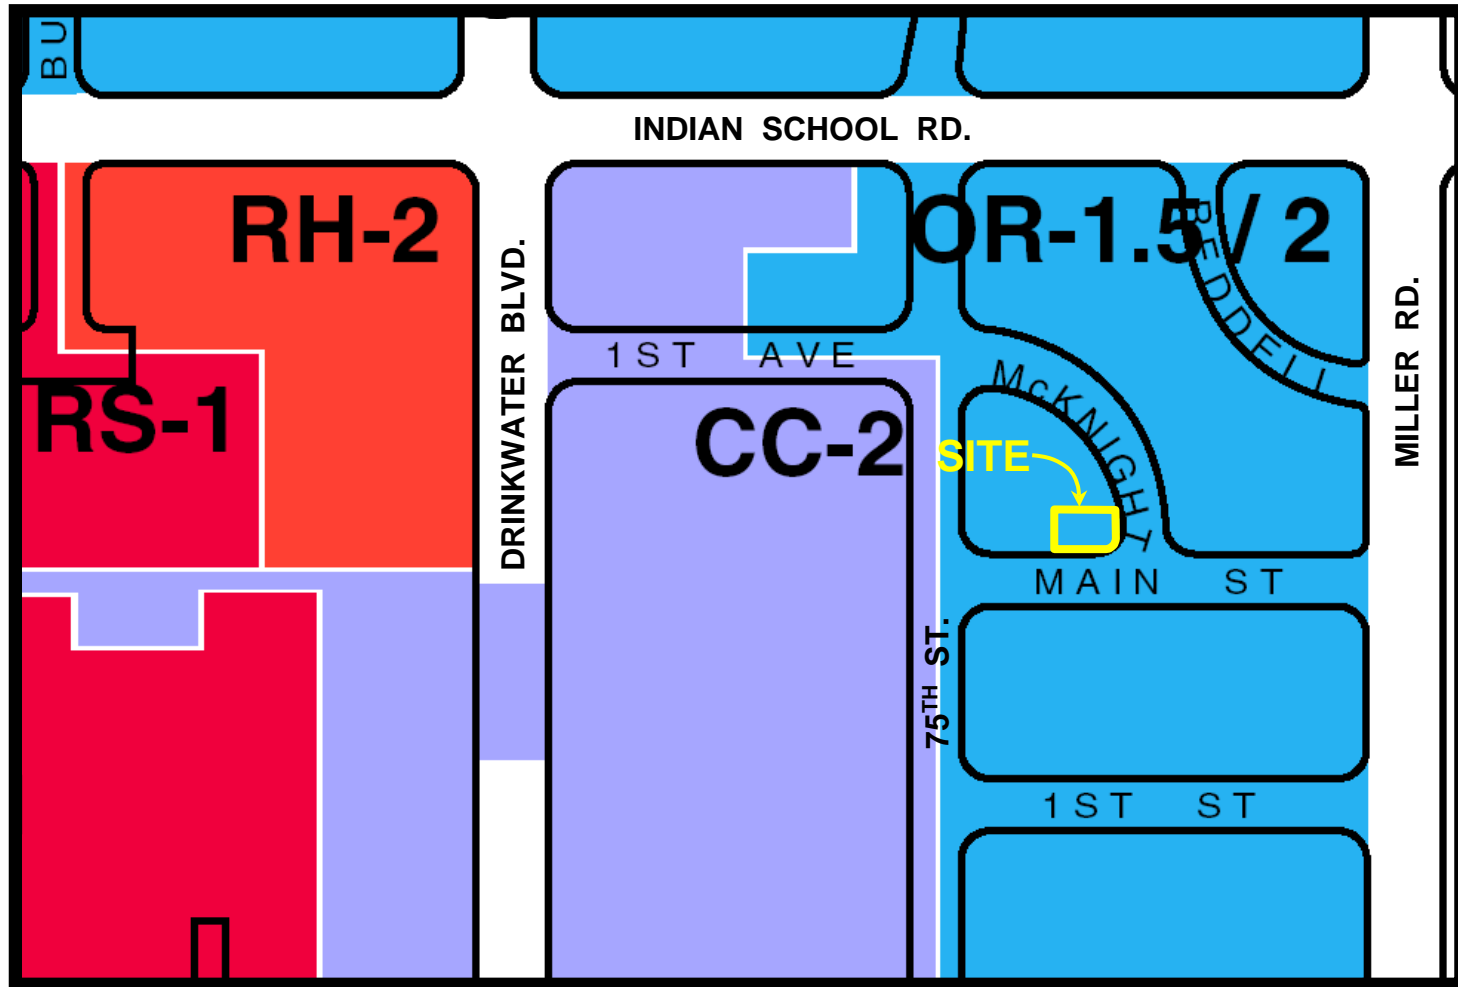 BU
INDIAN SCHOOL RD.
RH-2
OR-1.5 / 2
REDDELL
DRINKWATER BLVD.
MILLER RD.
1ST AVE
McKNIGHT
RS-1
CC-2
SITE
MAIN ST
75TH ST.
1ST ST